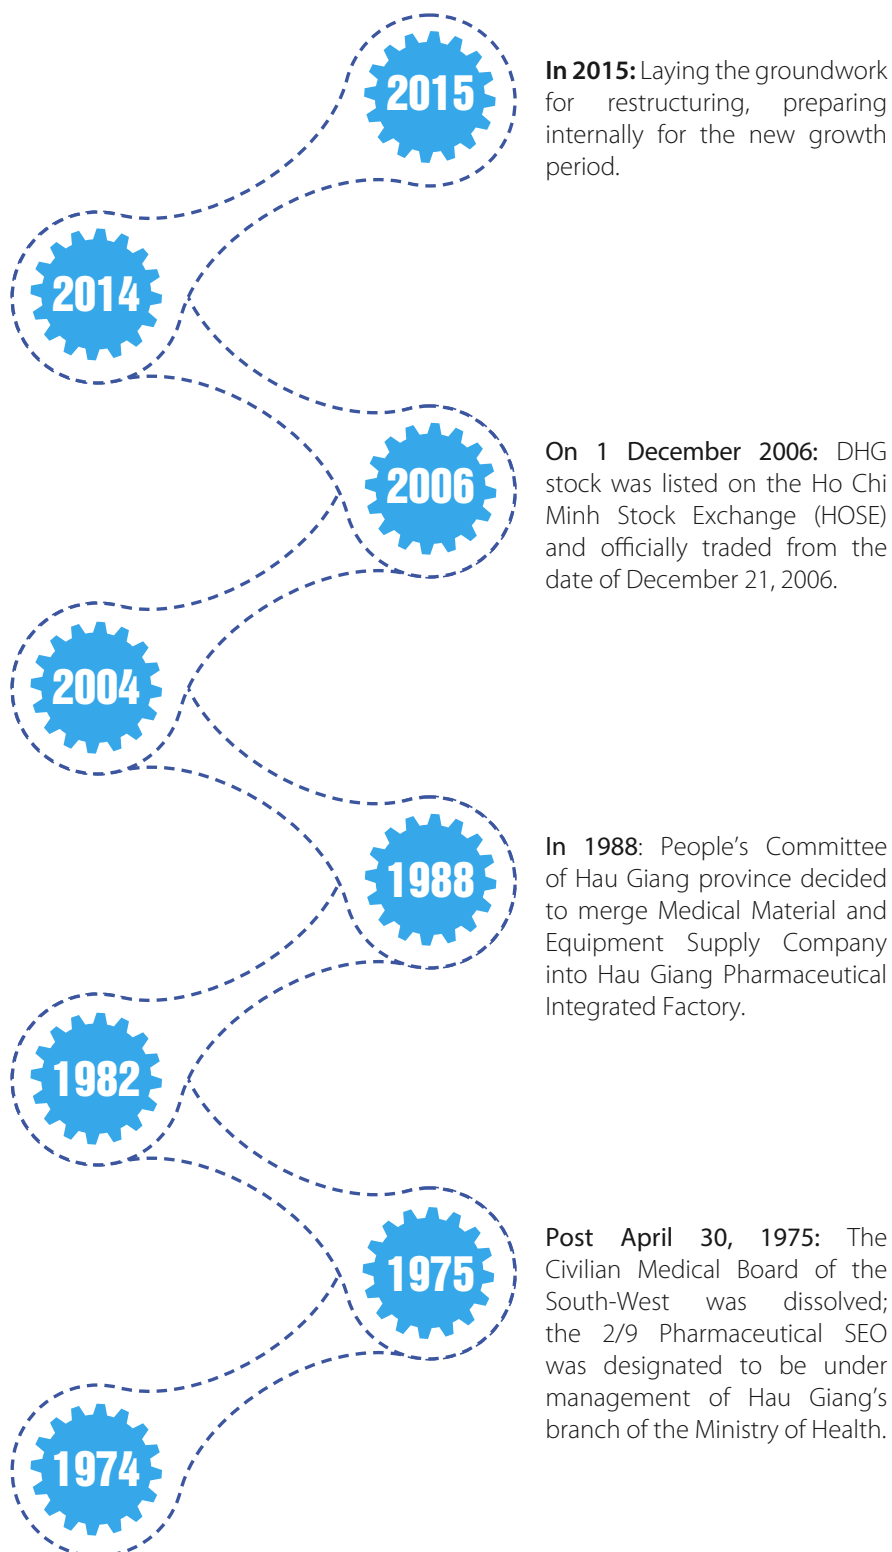 2015
In 2015: Laying the groundwork
for restructuring, preparing
internally for the new growth
period.
2014
2006
On 1 December 2006: DHG
stock was listed on the Ho Chi
Minh Stock Exchange (HOSE)
and officially traded from the
date of December 21, 2006.
2004
1988
In 1988: People’s Committee
of Hau Giang province decided
to merge Medical Material and
Equipment Supply Company
into Hau Giang Pharmaceutical
Integrated Factory.
1982
1975
Post April 30, 1975: The
Civilian Medical Board of the
South-West was dissolved;
the 2/9 Pharmaceutical SEO
was designated to be under
management of Hau Giang’s
branch of the Ministry of Health.
1974